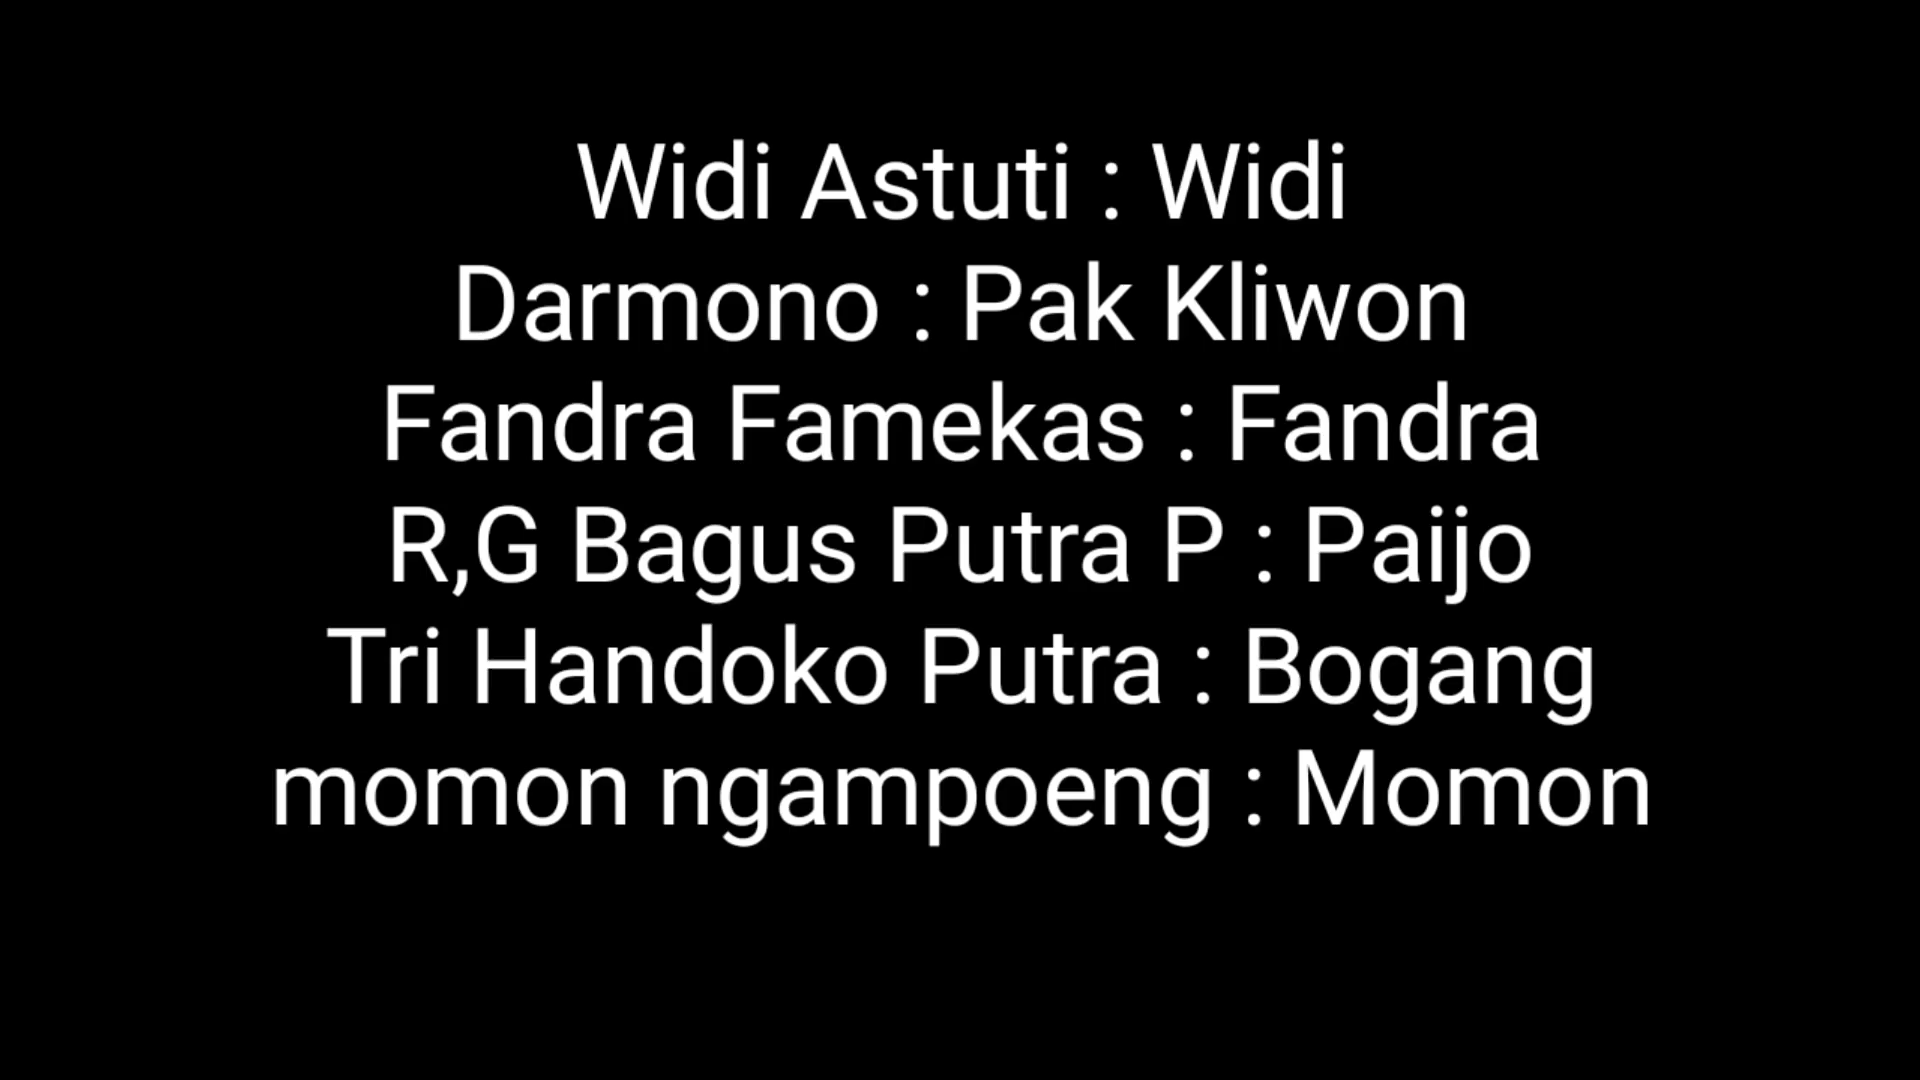 Widi Astuti : Widi
Darmono : Pak Kliwon
Fandra Famekas : Fandra
R,G Bagus Putra P : Paijo
Tri Handoko Putra : Bogang
momon ngampoeng : Momon